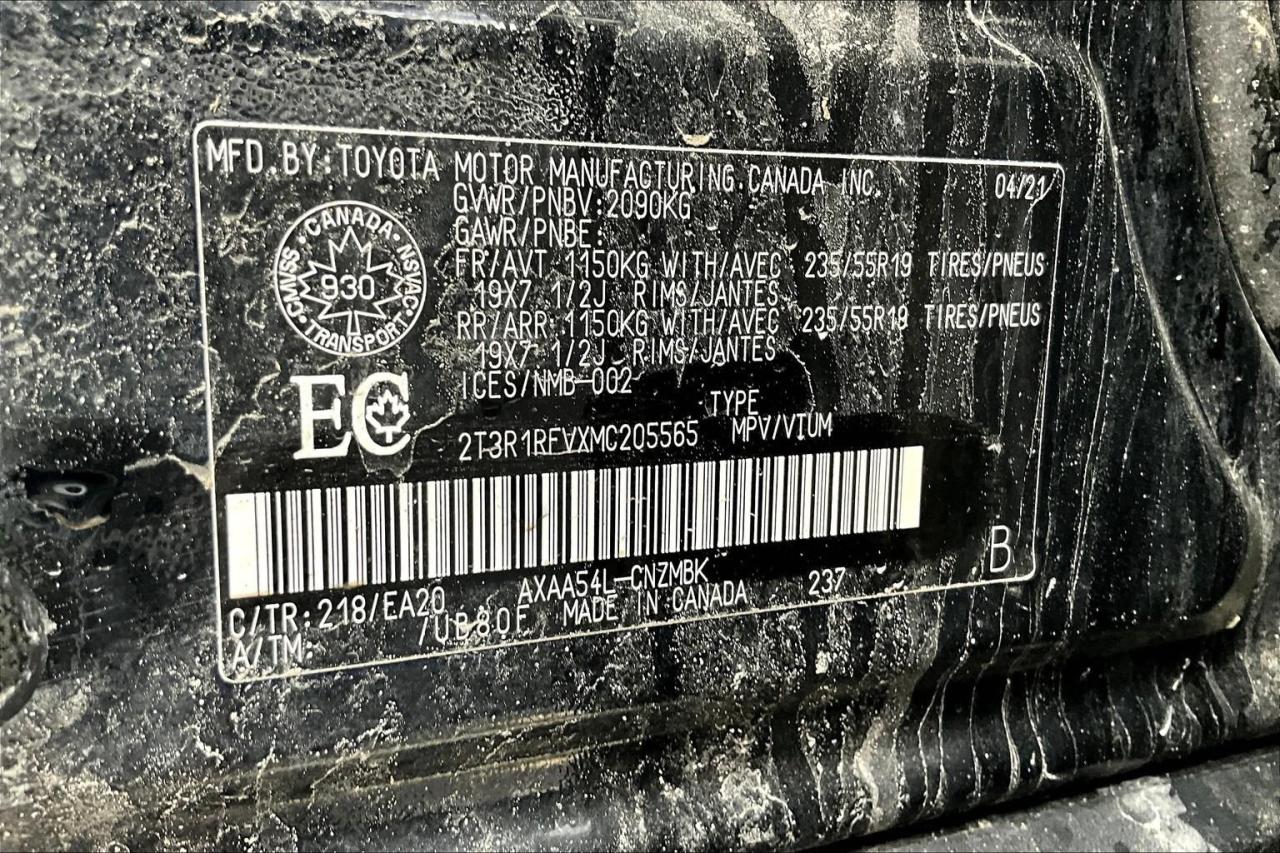 MFD.BY:TOYOTA MOTOR MANUFACTURING CANADA INC. 04/21
GVWR/PNBV:2090KG
GAWR/PNBE:
FR/AVT 1150KG WITH/AVEC 235/55R19 TIRES/PNEUS
19X7 1/2J RIMS/JANTES
RR/ARR 1150KG WITH/AVEC 235/55R19 TIRES/PNEUS
19X7 1/2J RIMS/JANTES
ICES/NMB-002
CANADA · NSVAC · TRANSPORT · CMVSS
930
EC
TYPE
2T3R1RFVXMC205565 MPV/VTUM
AXAA54L-CNZMBK 237 B
C/TR:218/EA20 MADE IN CANADA
A/TM: /UB80F